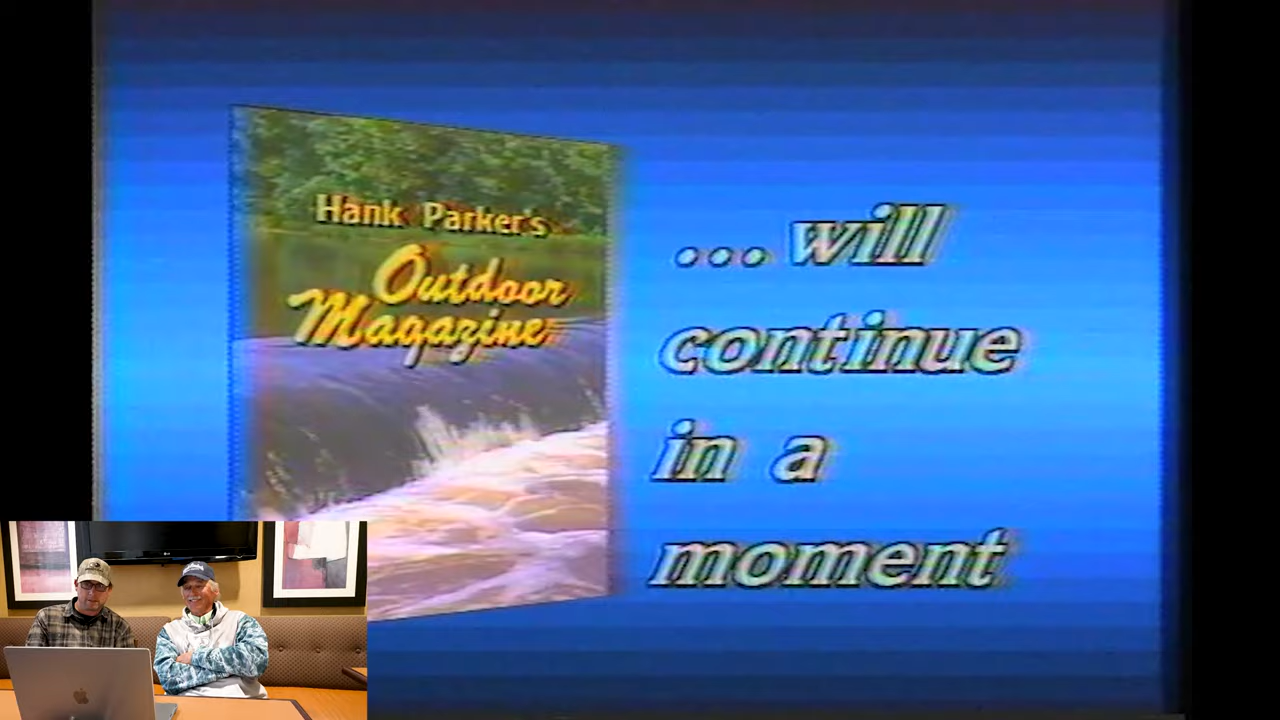 Hank Parker's
Outdoor
Magazine
...will
continue
in a
moment